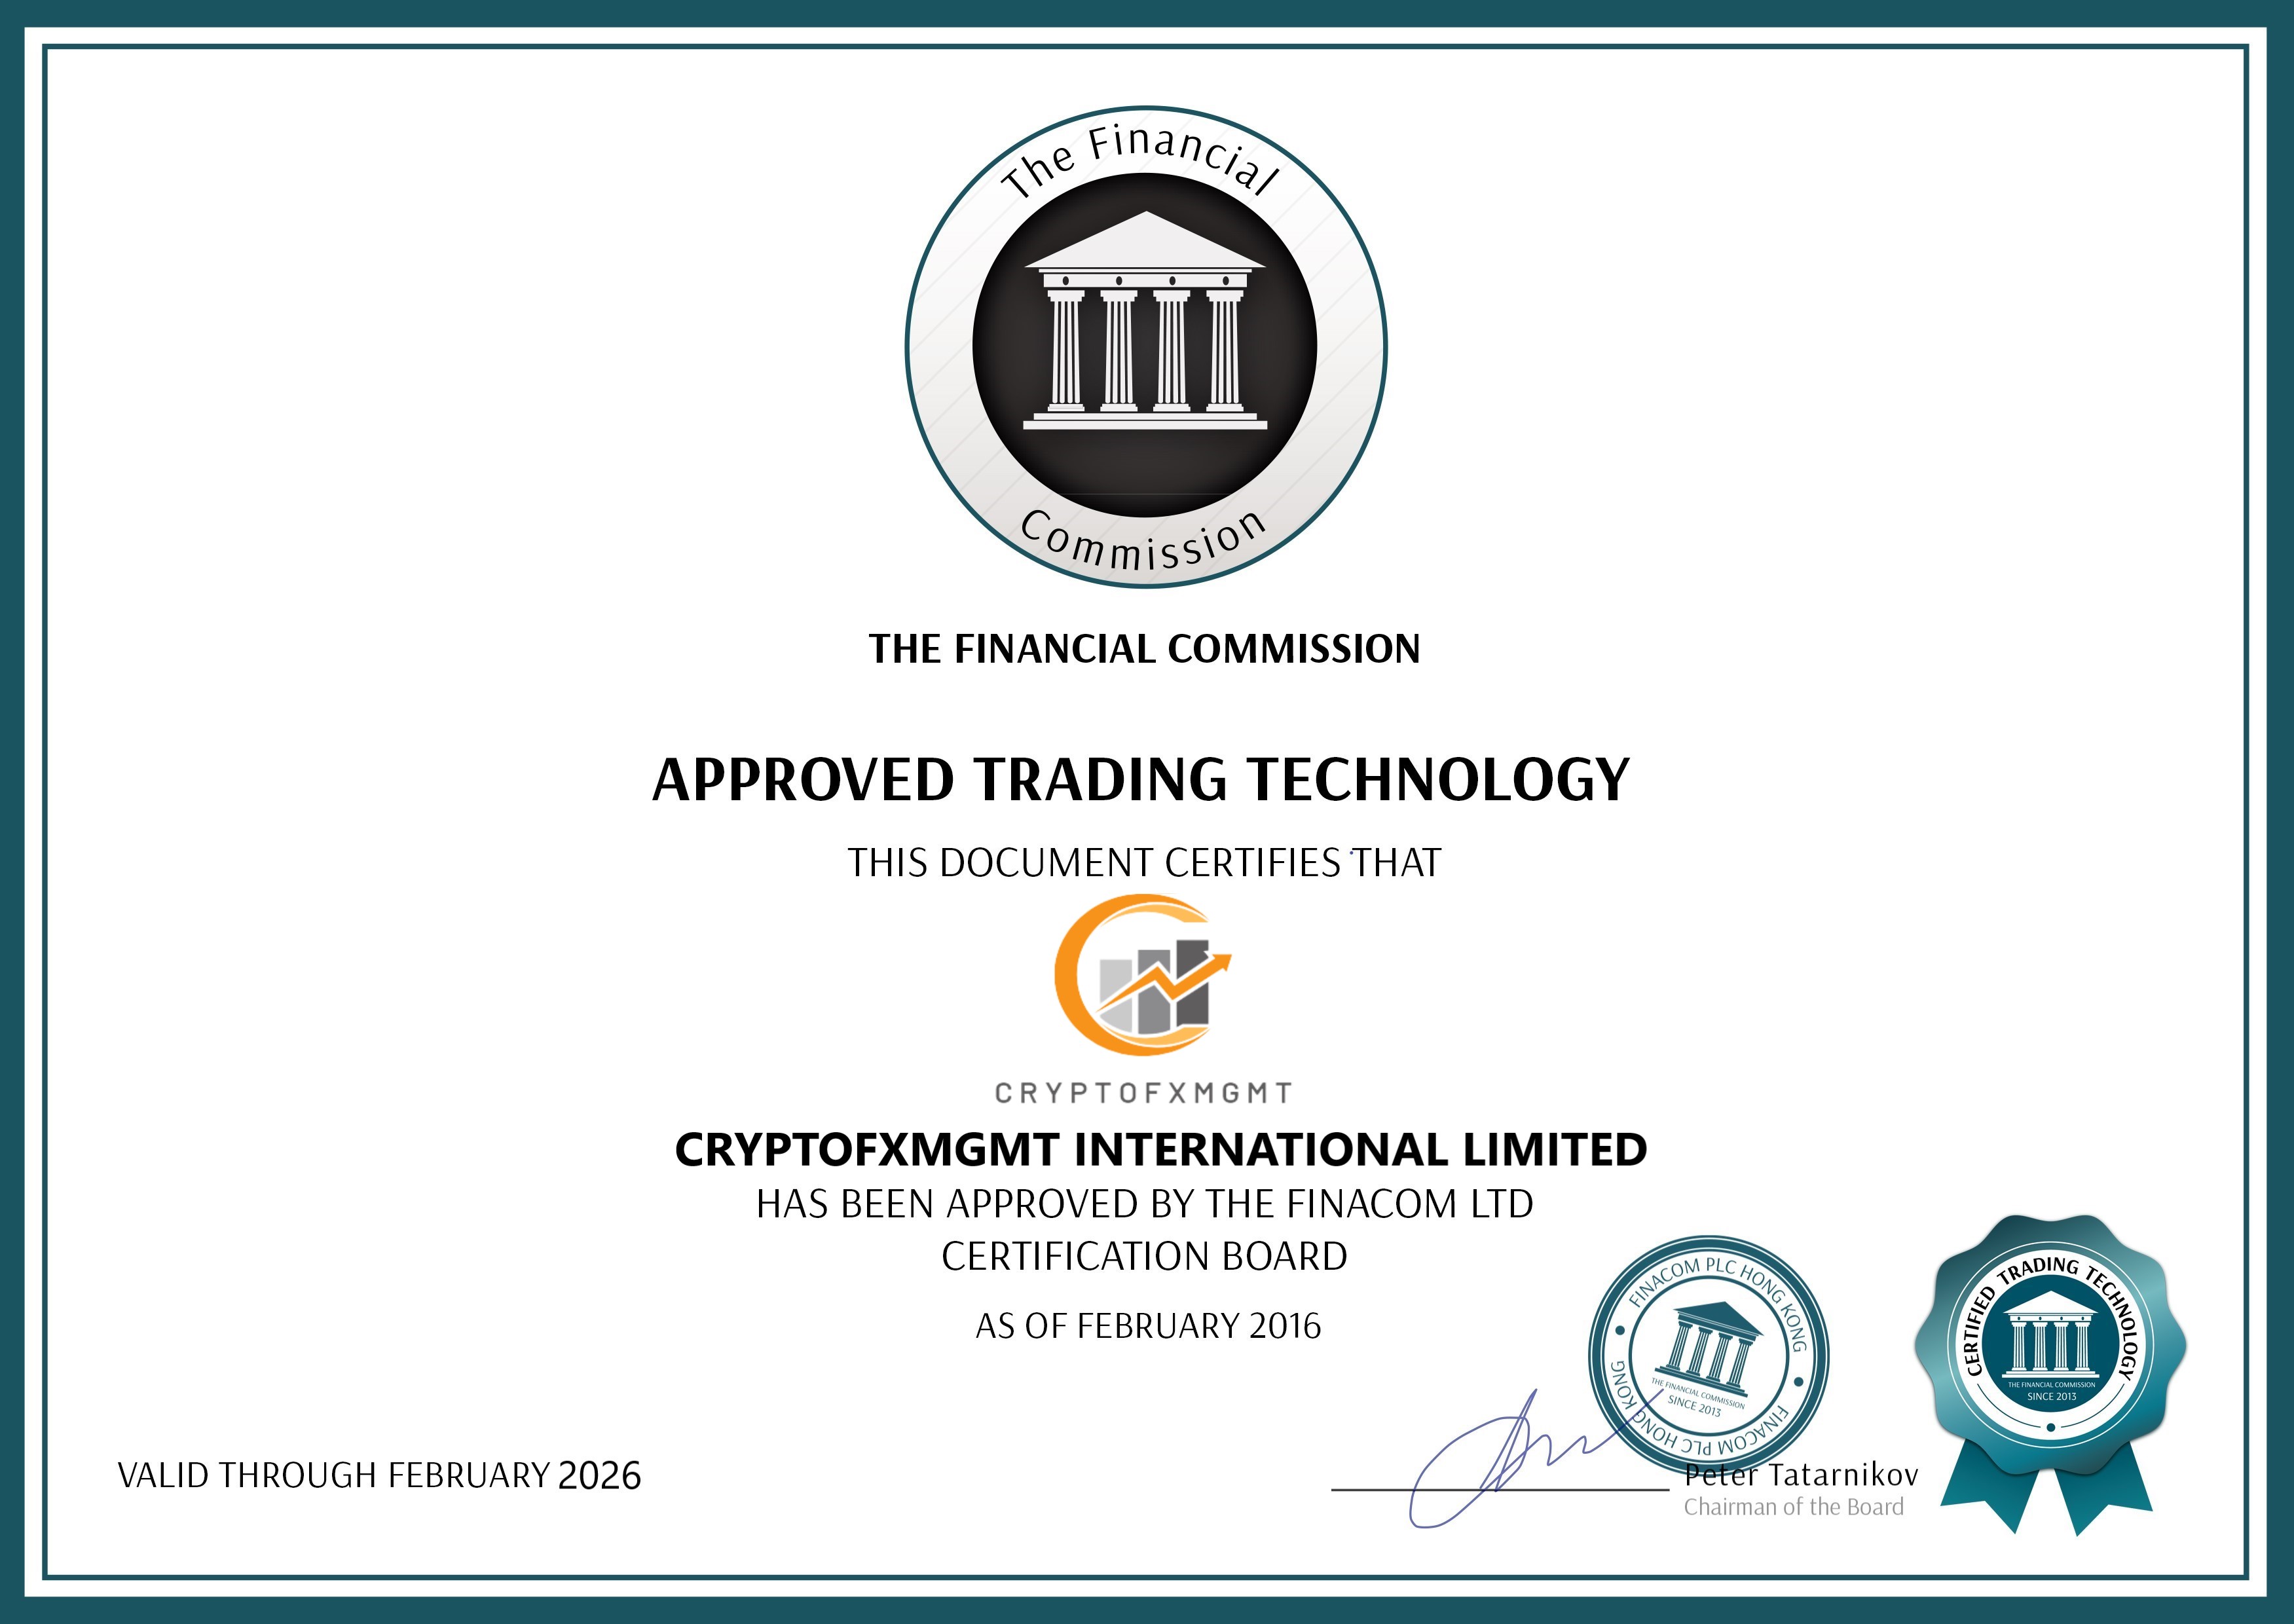 The Financial
Commission
THE FINANCIAL COMMISSION
APPROVED TRADING TECHNOLOGY
THIS DOCUMENT CERTIFIES THAT
CRYPTOFXMGMT
CRYPTOFXMGMT INTERNATIONAL LIMITED
HAS BEEN APPROVED BY THE FINACOM LTD
CERTIFICATION BOARD
AS OF FEBRUARY 2016
FINACOM PLC HONG KONG
THE FINANCIAL COMMISSION
SINCE 2013
FINACOM PLC HONG KONG
CERTIFIED TRADING TECHNOLOGY
THE FINANCIAL COMMISSION
SINCE 2013
VALID THROUGH FEBRUARY 2026
Peter Tatarnikov
Chairman of the Board